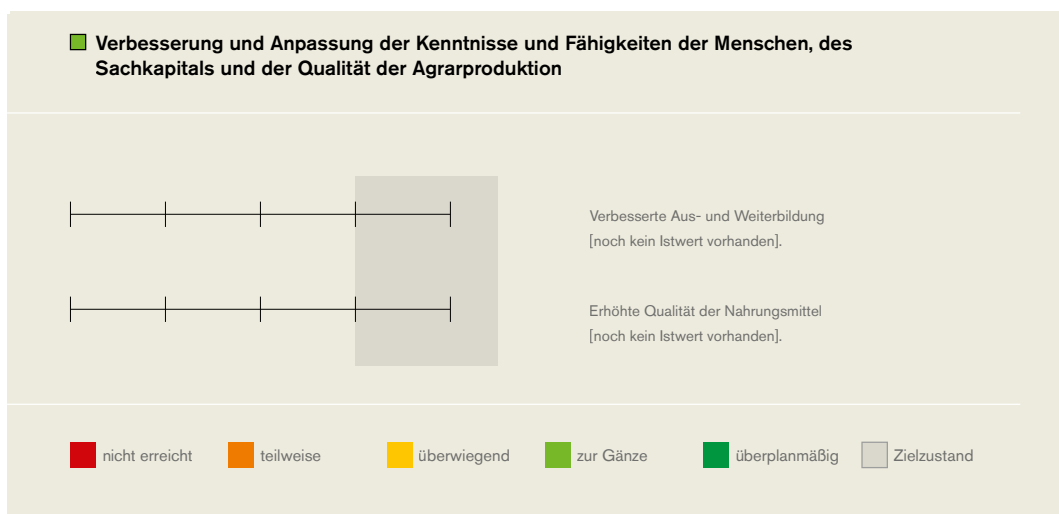 Verbesserung und Anpassung der Kenntnisse und Fähigkeiten der Menschen, des
Sachkapitals und der Qualität der Agrarproduktion
Verbesserte Aus- und Weiterbildung
[noch kein Istwert vorhanden].
Erhöhte Qualität der Nahrungsmittel
[noch kein Istwert vorhanden].
nicht erreicht teilweise überwiegend zur Gänze überplanmäßig Zielzustand